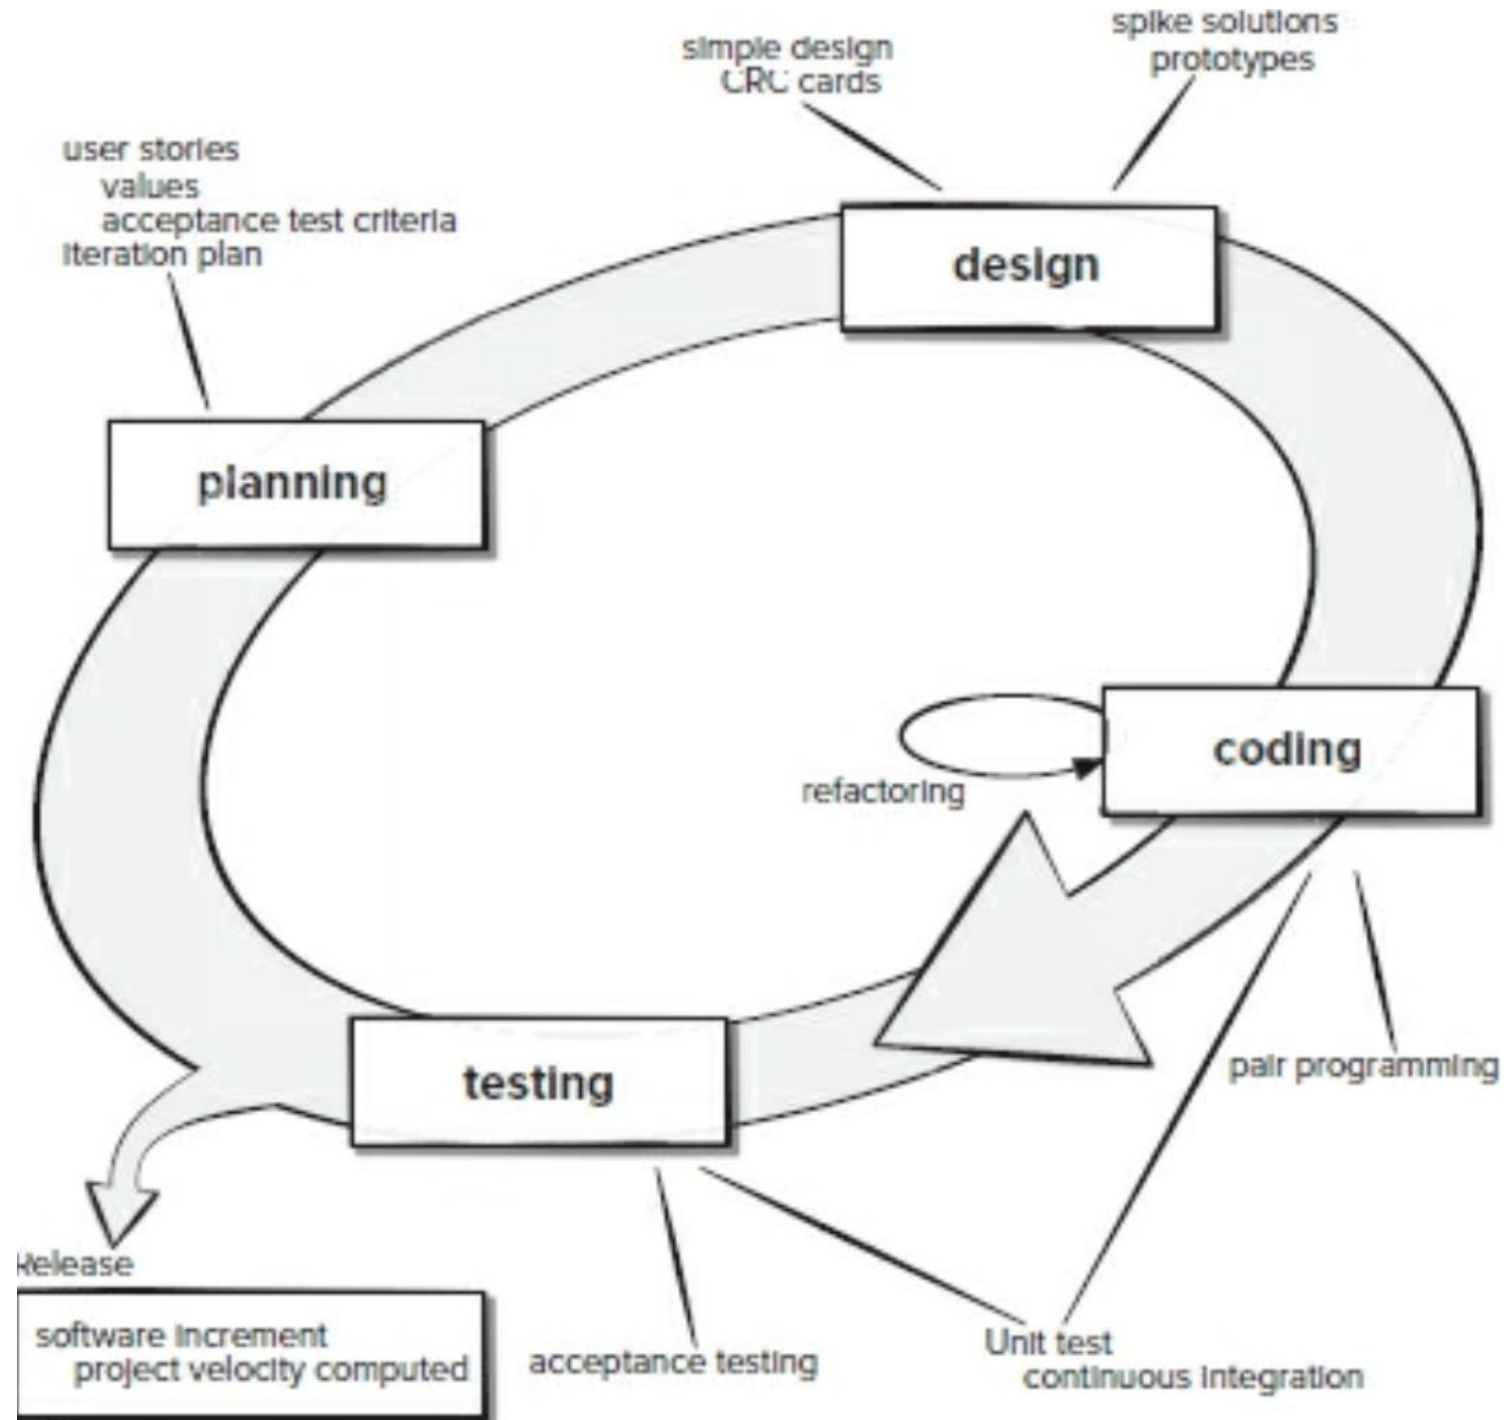 spike solutions
prototypes
simple design
CRC cards
user stories
values
acceptance test criteria
iteration plan
design
planning
coding
refactoring
pair programming
testing
Release
software increment
project velocity computed
acceptance testing
Unit test
continuous integration